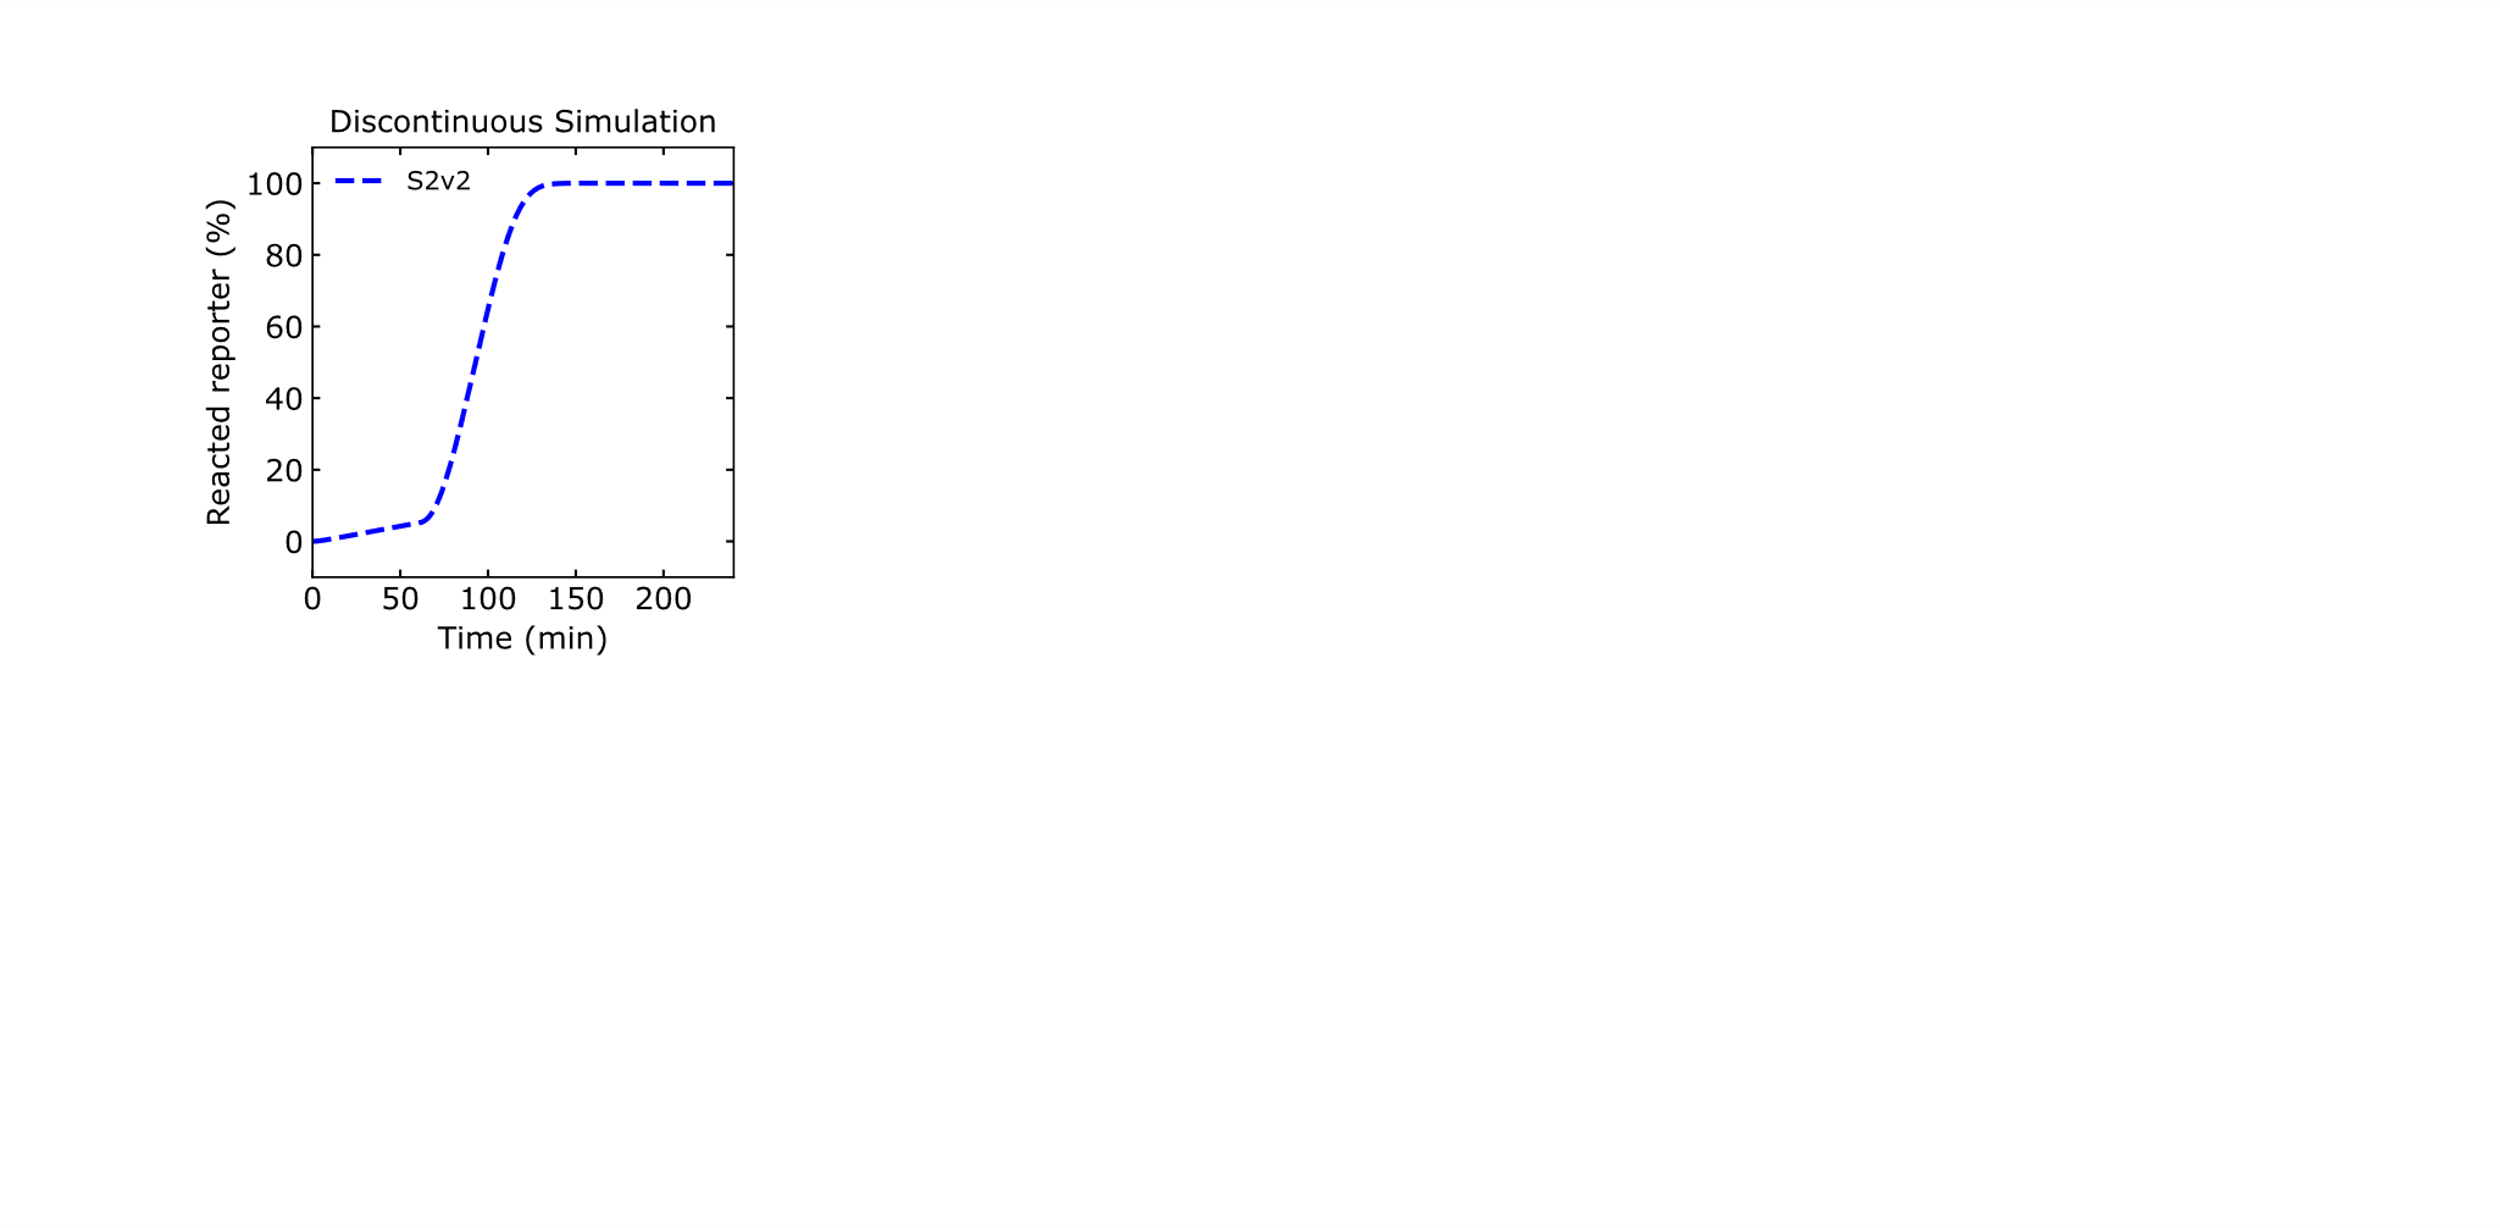 Discontinuous Simulation
S2v2
Reacted reporter (%)
100
80
60
40
20
0
0 50 100 150 200
Time (min)